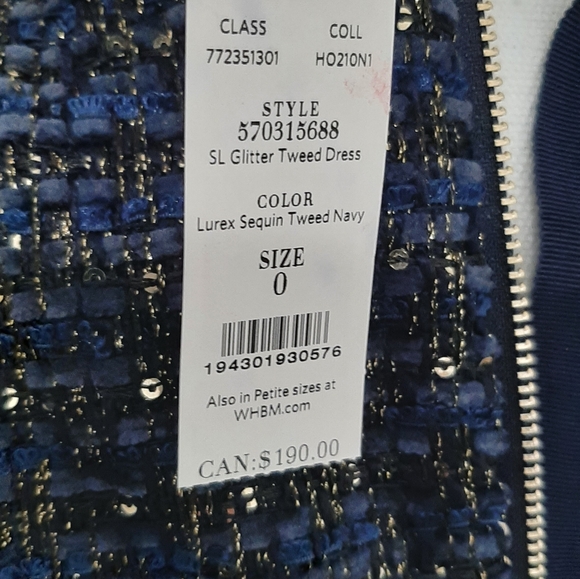 CLASS COLL
772351301 HO210N1
STYLE
570315688
SL Glitter Tweed Dress
COLOR
Lurex Sequin Tweed Navy
SIZE
0
194301930576
Also in Petite sizes at
WHBM.com
CAN:$190.00